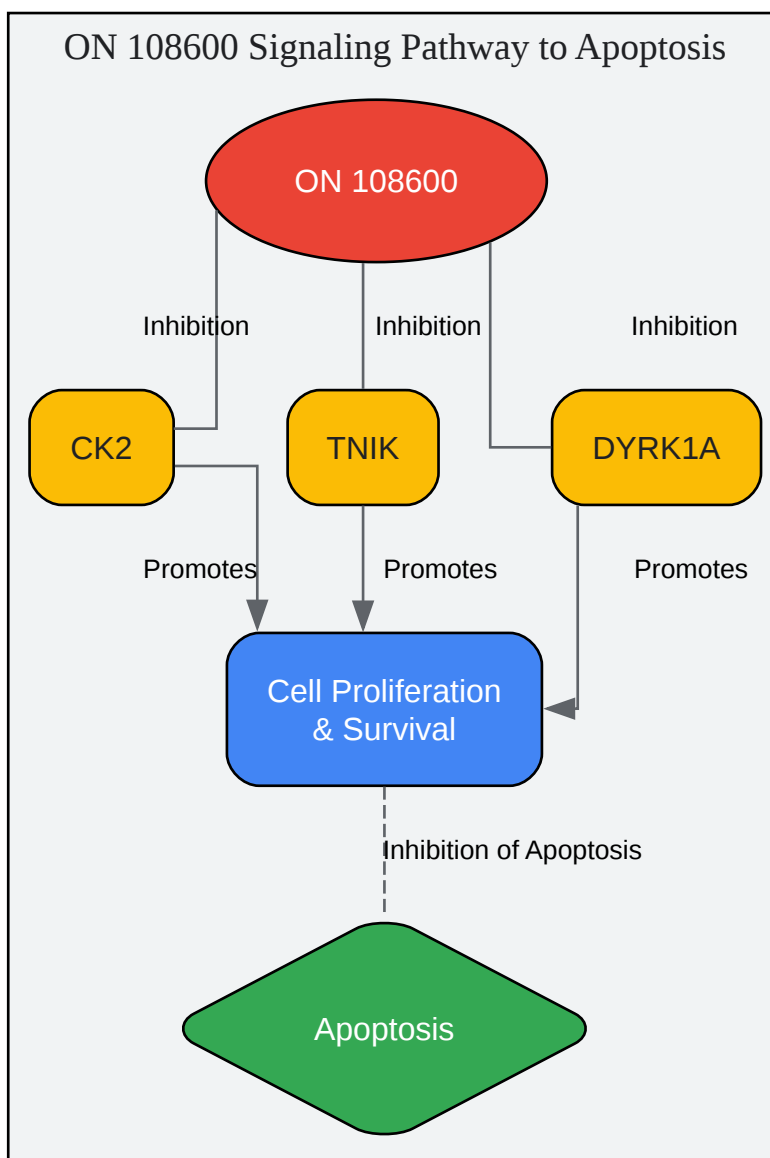 ON 108600 Signaling Pathway to Apoptosis
ON 108600
Inhibition
Inhibition
Inhibition
CK2
TNIK
DYRK1A
Promotes
Promotes
Promotes
Cell Proliferation
& Survival
Inhibition of Apoptosis
Apoptosis